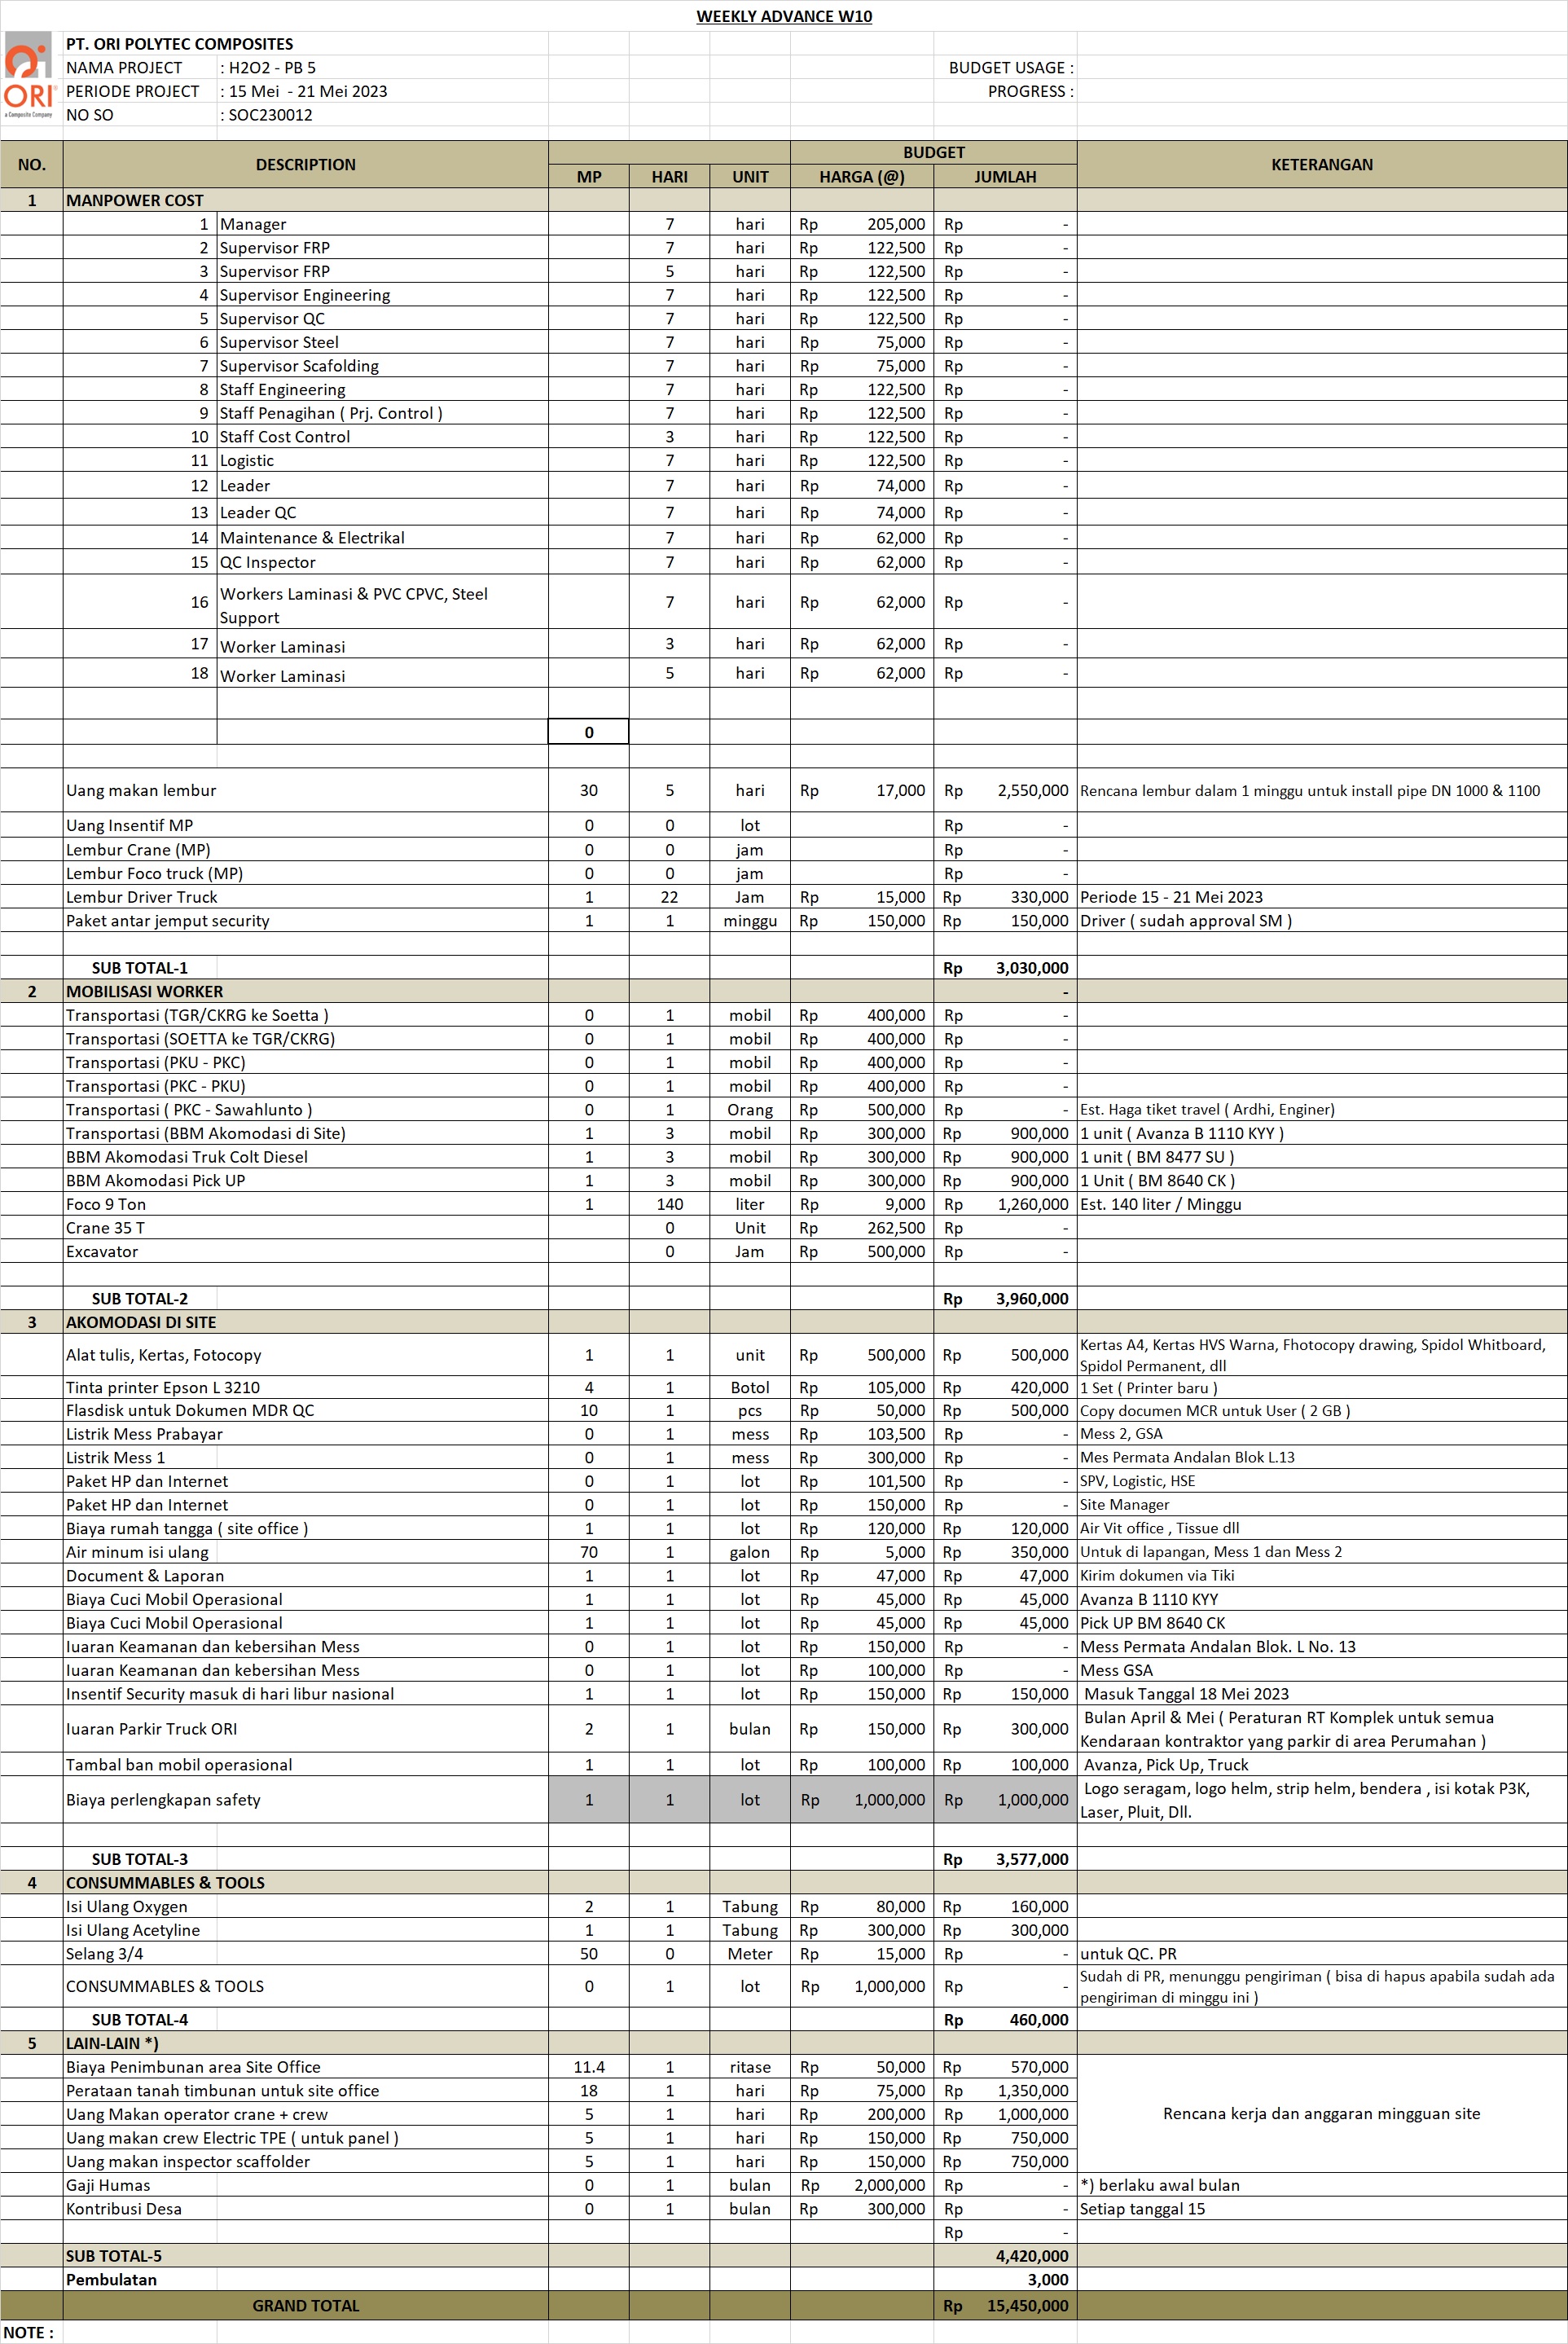 WEEKLY ADVANCE W10
ORI
a Composite Company
PT. ORI POLYTEC COMPOSITES
NAMA PROJECT : H2O2 - PB 5 BUDGET USAGE :
PERIODE PROJECT : 15 Mei - 21 Mei 2023 PROGRESS :
NO SO : SOC230012
NO. DESCRIPTION MP HARI UNIT BUDGET HARGA (@) JUMLAH KETERANGAN
1 MANPOWER COST
1 Manager 7 hari Rp 205,000 Rp -
2 Supervisor FRP 7 hari Rp 122,500 Rp -
3 Supervisor FRP 5 hari Rp 122,500 Rp -
4 Supervisor Engineering 7 hari Rp 122,500 Rp -
5 Supervisor QC 7 hari Rp 122,500 Rp -
6 Supervisor Steel 7 hari Rp 75,000 Rp -
7 Supervisor Scafolding 7 hari Rp 75,000 Rp -
8 Staff Engineering 7 hari Rp 122,500 Rp -
9 Staff Penagihan ( Prj. Control ) 7 hari Rp 122,500 Rp -
10 Staff Cost Control 3 hari Rp 122,500 Rp -
11 Logistic 7 hari Rp 122,500 Rp -
12 Leader 7 hari Rp 74,000 Rp -
13 Leader QC 7 hari Rp 74,000 Rp -
14 Maintenance & Electrikal 7 hari Rp 62,000 Rp -
15 QC Inspector 7 hari Rp 62,000 Rp -
16 Workers Laminasi & PVC CPVC, Steel Support 7 hari Rp 62,000 Rp -
17 Worker Laminasi 3 hari Rp 62,000 Rp -
18 Worker Laminasi 5 hari Rp 62,000 Rp -
0
Uang makan lembur 30 5 hari Rp 17,000 Rp 2,550,000 Rencana lembur dalam 1 minggu untuk install pipe DN 1000 & 1100
Uang Insentif MP 0 0 lot Rp -
Lembur Crane (MP) 0 0 jam Rp -
Lembur Foco truck (MP) 0 0 jam Rp -
Lembur Driver Truck 1 22 Jam Rp 15,000 Rp 330,000 Periode 15 - 21 Mei 2023
Paket antar jemput security 1 1 minggu Rp 150,000 Rp 150,000 Driver ( sudah approval SM )
SUB TOTAL-1 Rp 3,030,000
2 MOBILISASI WORKER -
Transportasi (TGR/CKRG ke Soetta ) 0 1 mobil Rp 400,000 Rp -
Transportasi (SOETTA ke TGR/CKRG) 0 1 mobil Rp 400,000 Rp -
Transportasi (PKU - PKC) 0 1 mobil Rp 400,000 Rp -
Transportasi (PKC - PKU) 0 1 mobil Rp 400,000 Rp -
Transportasi ( PKC - Sawahlunto ) 0 1 Orang Rp 500,000 Rp - Est. Haga tiket travel ( Ardhi, Enginer)
Transportasi (BBM Akomodasi di Site) 1 3 mobil Rp 300,000 Rp 900,000 1 unit ( Avanza B 1110 KYY )
BBM Akomodasi Truk Colt Diesel 1 3 mobil Rp 300,000 Rp 900,000 1 unit ( BM 8477 SU )
BBM Akomodasi Pick UP 1 3 mobil Rp 300,000 Rp 900,000 1 Unit ( BM 8640 CK )
Foco 9 Ton 1 140 liter Rp 9,000 Rp 1,260,000 Est. 140 liter / Minggu
Crane 35 T 0 Unit Rp 262,500 Rp -
Excavator 0 Jam Rp 500,000 Rp -
SUB TOTAL-2 Rp 3,960,000
3 AKOMODASI DI SITE
Alat tulis, Kertas, Fotocopy 1 1 unit Rp 500,000 Rp 500,000 Kertas A4, Kertas HVS Warna, Fhotocopy drawing, Spidol Whitboard,
Spidol Permanent, dll
Tinta printer Epson L 3210 4 1 Botol Rp 105,000 Rp 420,000 1 Set ( Printer baru )
Flasdisk untuk Dokumen MDR QC 10 1 pcs Rp 50,000 Rp 500,000 Copy documen MCR untuk User ( 2 GB )
Listrik Mess Prabayar 0 1 mess Rp 103,500 Rp - Mess 2, GSA
Listrik Mess 1 0 1 mess Rp 300,000 Rp - Mes Permata Andalan Blok L.13
Paket HP dan Internet 0 1 lot Rp 101,500 Rp - SPV, Logistic, HSE
Paket HP dan Internet 0 1 lot Rp 150,000 Rp - Site Manager
Biaya rumah tangga ( site office ) 1 1 lot Rp 120,000 Rp 120,000 Air Vit office , Tissue dll
Air minum isi ulang 70 1 galon Rp 5,000 Rp 350,000 Untuk di lapangan, Mess 1 dan Mess 2
Document & Laporan 1 1 lot Rp 47,000 Rp 47,000 Kirim dokumen via Tiki
Biaya Cuci Mobil Operasional 1 1 lot Rp 45,000 Rp 45,000 Avanza B 1110 KYY
Biaya Cuci Mobil Operasional 1 1 lot Rp 45,000 Rp 45,000 Pick UP BM 8640 CK
Iuaran Keamanan dan kebersihan Mess 0 1 lot Rp 150,000 Rp - Mess Permata Andalan Blok. L No. 13
Iuaran Keamanan dan kebersihan Mess 0 1 lot Rp 100,000 Rp - Mess GSA
Insentif Security masuk di hari libur nasional 1 1 lot Rp 150,000 Rp 150,000 Masuk Tanggal 18 Mei 2023
Iuaran Parkir Truck ORI 2 1 bulan Rp 150,000 Rp 300,000 Bulan April & Mei ( Peraturan RT Komplek untuk semua
Kendaraan kontraktor yang parkir di area Perumahan )
Tambal ban mobil operasional 1 1 lot Rp 100,000 Rp 100,000 Avanza, Pick Up, Truck
Biaya perlengkapan safety 1 1 lot Rp 1,000,000 Rp 1,000,000 Logo seragam, logo helm, strip helm, bendera , isi kotak P3K,
Laser, Pluit, Dll.
SUB TOTAL-3 Rp 3,577,000
4 CONSUMMABLES & TOOLS
Isi Ulang Oxygen 2 1 Tabung Rp 80,000 Rp 160,000
Isi Ulang Acetyline 1 1 Tabung Rp 300,000 Rp 300,000
Selang 3/4 50 0 Meter Rp 15,000 Rp - untuk QC. PR
CONSUMMABLES & TOOLS 0 1 lot Rp 1,000,000 Rp - Sudah di PR, menunggu pengiriman ( bisa di hapus apabila sudah ada
pengiriman di minggu ini )
SUB TOTAL-4 Rp 460,000
5 LAIN-LAIN *)
Biaya Penimbunan area Site Office 11.4 1 ritase Rp 50,000 Rp 570,000
Perataan tanah timbunan untuk site office 18 1 hari Rp 75,000 Rp 1,350,000
Uang Makan operator crane + crew 5 1 hari Rp 200,000 Rp 1,000,000 Rencana kerja dan anggaran mingguan site
Uang makan crew Electric TPE ( untuk panel ) 5 1 hari Rp 150,000 Rp 750,000
Uang makan inspector scaffolder 5 1 hari Rp 150,000 Rp 750,000
Gaji Humas 0 1 bulan Rp 2,000,000 Rp - *) berlaku awal bulan
Kontribusi Desa 0 1 bulan Rp 300,000 Rp - Setiap tanggal 15
Rp -
SUB TOTAL-5 4,420,000
Pembulatan 3,000
GRAND TOTAL Rp 15,450,000
NOTE :